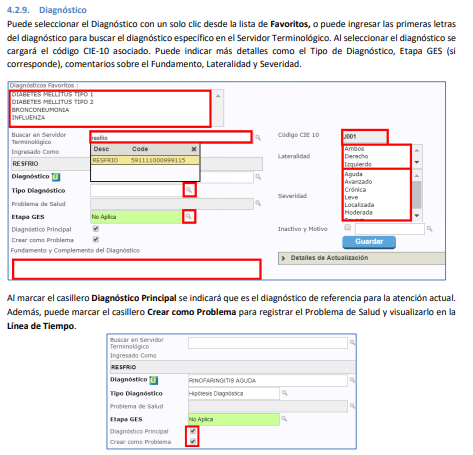 4.2.9. Diagnóstico
Puede seleccionar el Diagnóstico con un solo clic desde la lista de Favoritos, o puede ingresar las primeras letras
del diagnóstico para buscar el diagnóstico específico en el Servidor Terminológico. Al seleccionar el diagnóstico se
cargará el código CIE-10 asociado. Puede indicar más detalles como el Tipo de Diagnóstico, Etapa GES (si
corresponde), comentarios sobre el Fundamento, Lateralidad y Severidad.
Diagnósticos Favoritos :
DIABETES MELLITUS TIPO 1
DIABETES MELLITUS TIPO 2
BRONCONEUMONIA
INFLUENZA
Buscar en Servidor
Terminológico
resfrio
Código CIE 10
J001
Desc Code X
RESFRIO 591111000999115
Ingresado Como
RESFRIO
Lateralidad
Ambos
Derecho
Izquierdo
Diagnóstico
Tipo Diagnóstico
Problema de Salud
Etapa GES
No Aplica
Severidad
Aguda
Avanzado
Crónica
Leve
Localizada
Moderada
Diagnóstico Principal
Crear como Problema
Inactivo y Motivo
Guardar
Fundamento y Complemento del Diagnóstico
Detalles de Actualización
Al marcar el casillero Diagnóstico Principal se indicará que es el diagnóstico de referencia para la atención actual.
Además, puede marcar el casillero Crear como Problema para registrar el Problema de Salud y visualizarlo en la
Línea de Tiempo.
Buscar en Servidor
Terminológico
Ingresado Como
RESFRIO
Diagnóstico RINOFARINGITIS AGUDA
Tipo Diagnóstico Hipótesis Diagnóstica
Problema de Salud
Etapa GES No Aplica
Diagnóstico Principal
Crear como Problema